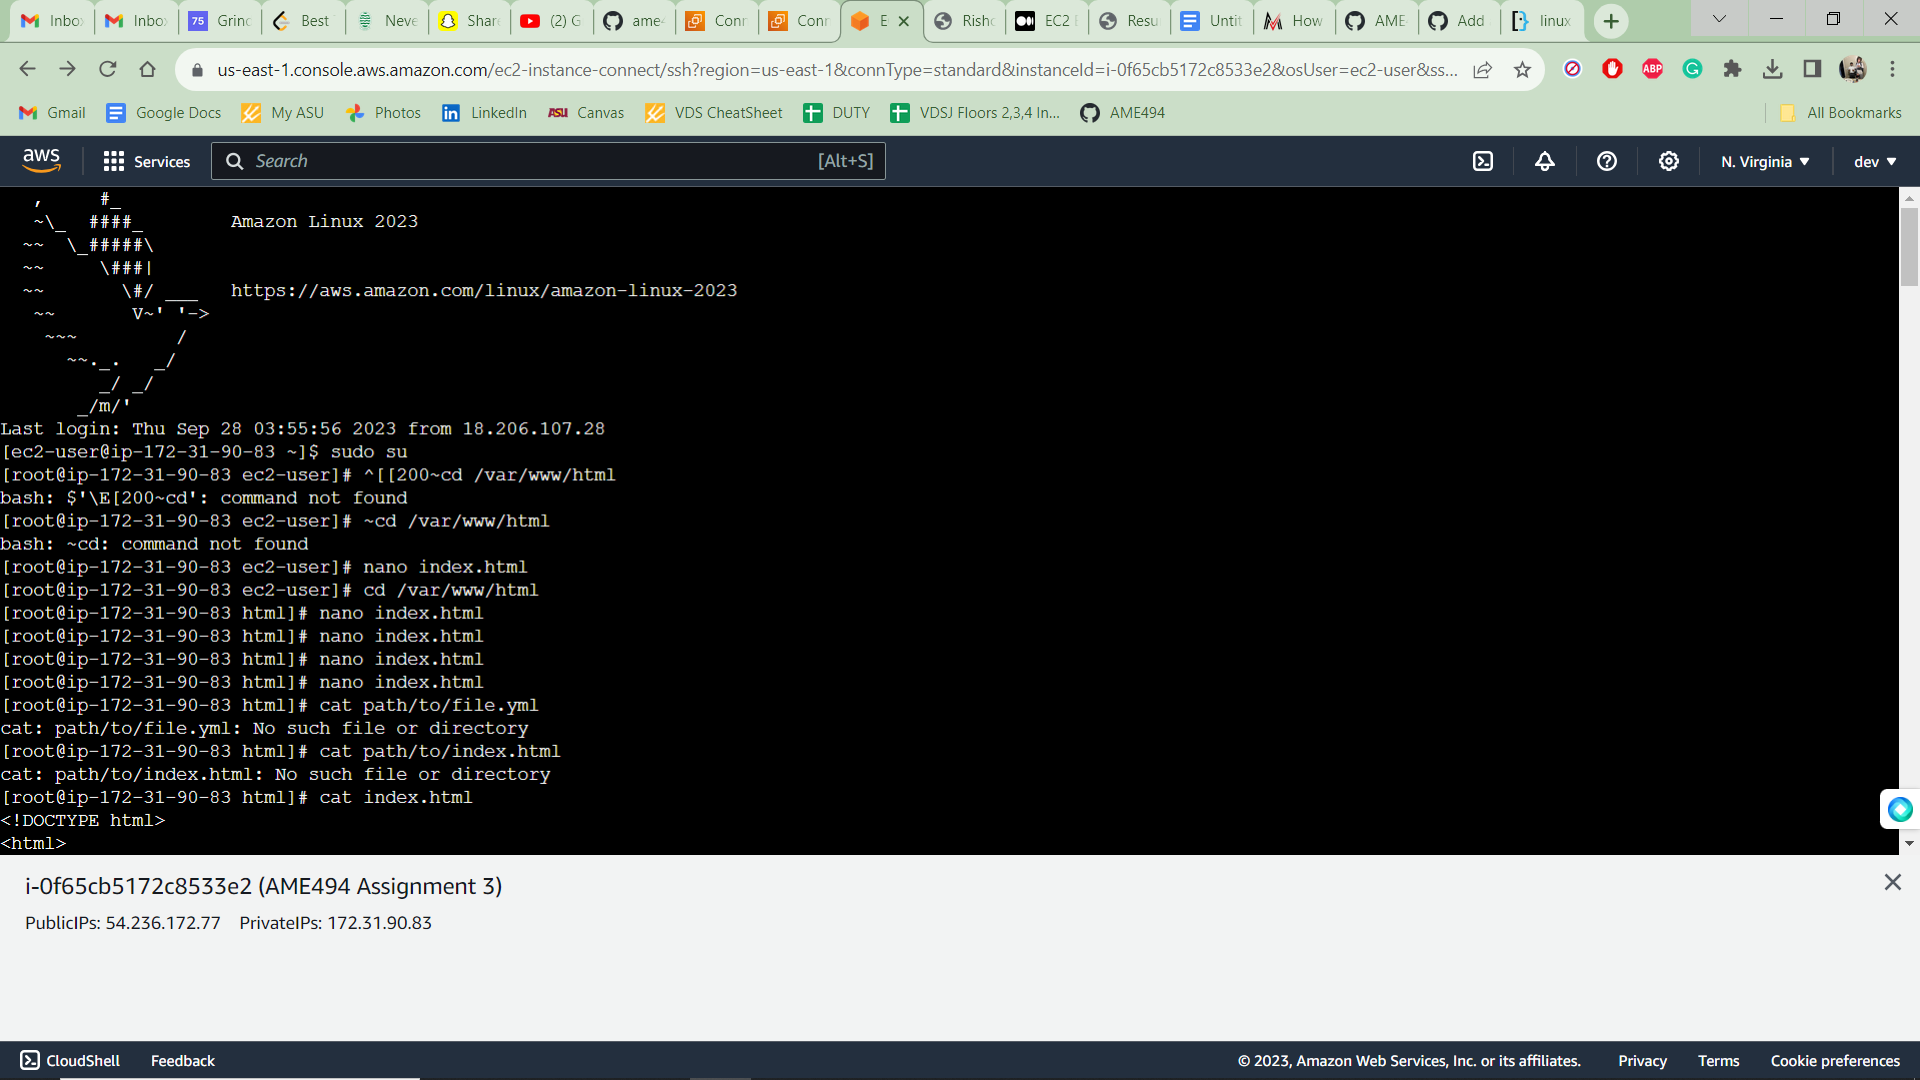 Inbo
Inbo
75
Grinc
Best
Neve
Share
(2) G
ame4
Conn
Conn
E
Risho
EC2 I
Resu
Untit
How
AME
Add
linux
us-east-1.console.aws.amazon.com/ec2-instance-connect/ssh?region=us-east-1&connType=standard&instanceId=i-0f65cb5172c8533e2&osUser=ec2-user&ss...
ABP
Gmail
Google Docs
My ASU
Photos
LinkedIn
ASU
Canvas
VDS CheatSheet
DUTY
VDSJ Floors 2,3,4 In...
AME494
All Bookmarks
aws
Services
Search
[Alt+S]
N. Virginia
dev
   ,     #_
   ~\_  ####_        Amazon Linux 2023
  ~~  \_#####\
  ~~     \###|
  ~~       \#/ ___   https://aws.amazon.com/linux/amazon-linux-2023
   ~~       V~' '->
    ~~~         /
      ~~._.   _/
         _/ _/
       _/m/'
Last login: Thu Sep 28 03:55:56 2023 from 18.206.107.28
[ec2-user@ip-172-31-90-83 ~]$ sudo su
[root@ip-172-31-90-83 ec2-user]# ^[[200~cd /var/www/html
bash: $'\E[200~cd': command not found
[root@ip-172-31-90-83 ec2-user]# ~cd /var/www/html
bash: ~cd: command not found
[root@ip-172-31-90-83 ec2-user]# nano index.html
[root@ip-172-31-90-83 ec2-user]# cd /var/www/html
[root@ip-172-31-90-83 html]# nano index.html
[root@ip-172-31-90-83 html]# nano index.html
[root@ip-172-31-90-83 html]# nano index.html
[root@ip-172-31-90-83 html]# nano index.html
[root@ip-172-31-90-83 html]# cat path/to/file.yml
cat: path/to/file.yml: No such file or directory
[root@ip-172-31-90-83 html]# cat path/to/index.html
cat: path/to/index.html: No such file or directory
[root@ip-172-31-90-83 html]# cat index.html
<!DOCTYPE html>
<html>
i-0f65cb5172c8533e2 (AME494 Assignment 3)
PublicIPs: 54.236.172.77 PrivateIPs: 172.31.90.83
CloudShell
Feedback
© 2023, Amazon Web Services, Inc. or its affiliates.
Privacy
Terms
Cookie preferences